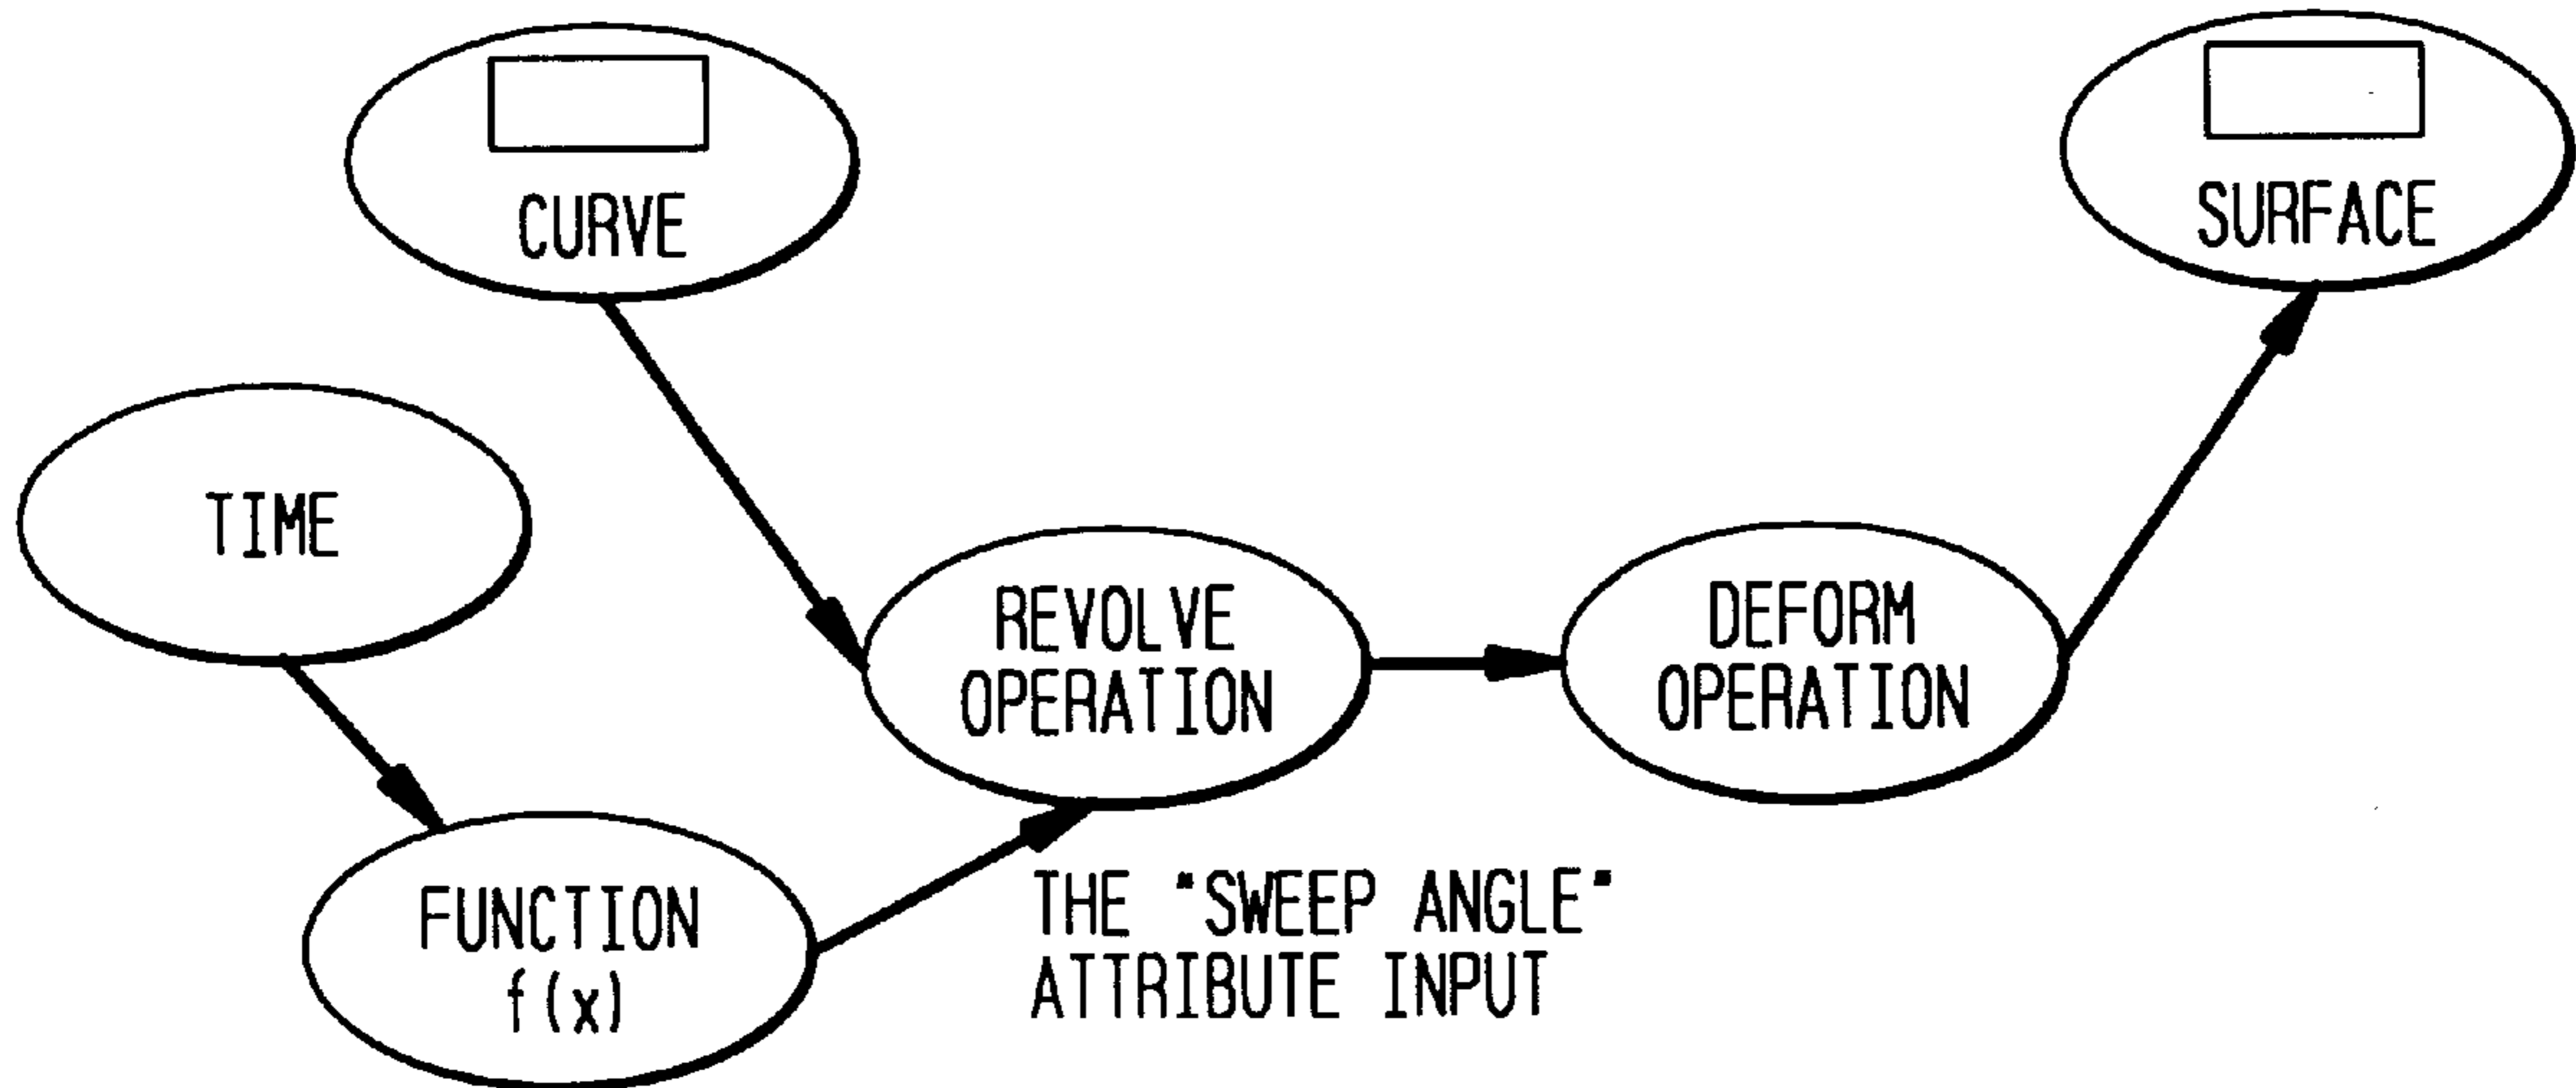 CURVE
SURFACE
TIME
REVOLVE
OPERATION
DEFORM
OPERATION
FUNCTION
f(x)
THE "SWEEP ANGLE"
ATTRIBUTE INPUT